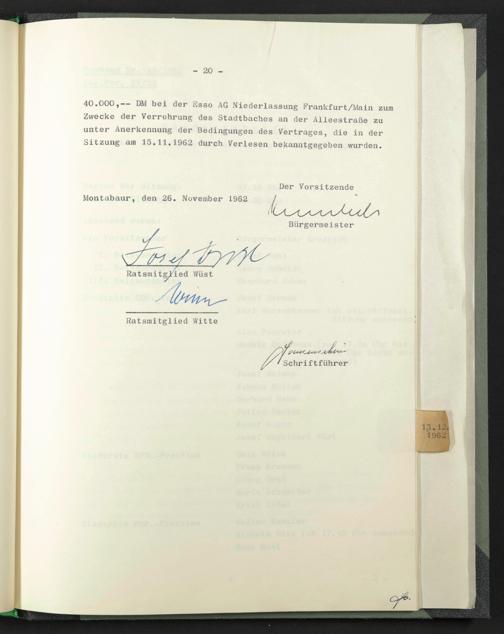 - 20 -
40.000,-- DM bei der Esso AG Niederlassung Frankfurt/Main zum
Zwecke der Verrohrung des Stadtbaches an der Alleestraße zu
unter Anerkennung der Bedingungen des Vertrages, die in der
Sitzung am 15.11.1962 durch Verlesen bekanntgegeben wurden.
Der Vorsitzende
Montabaur, den 26. November 1962
Bürgermeister
Josef Wüst
Ratsmitglied Wüst
Ratsmitglied Witte
Schriftführer
13.12.
1962